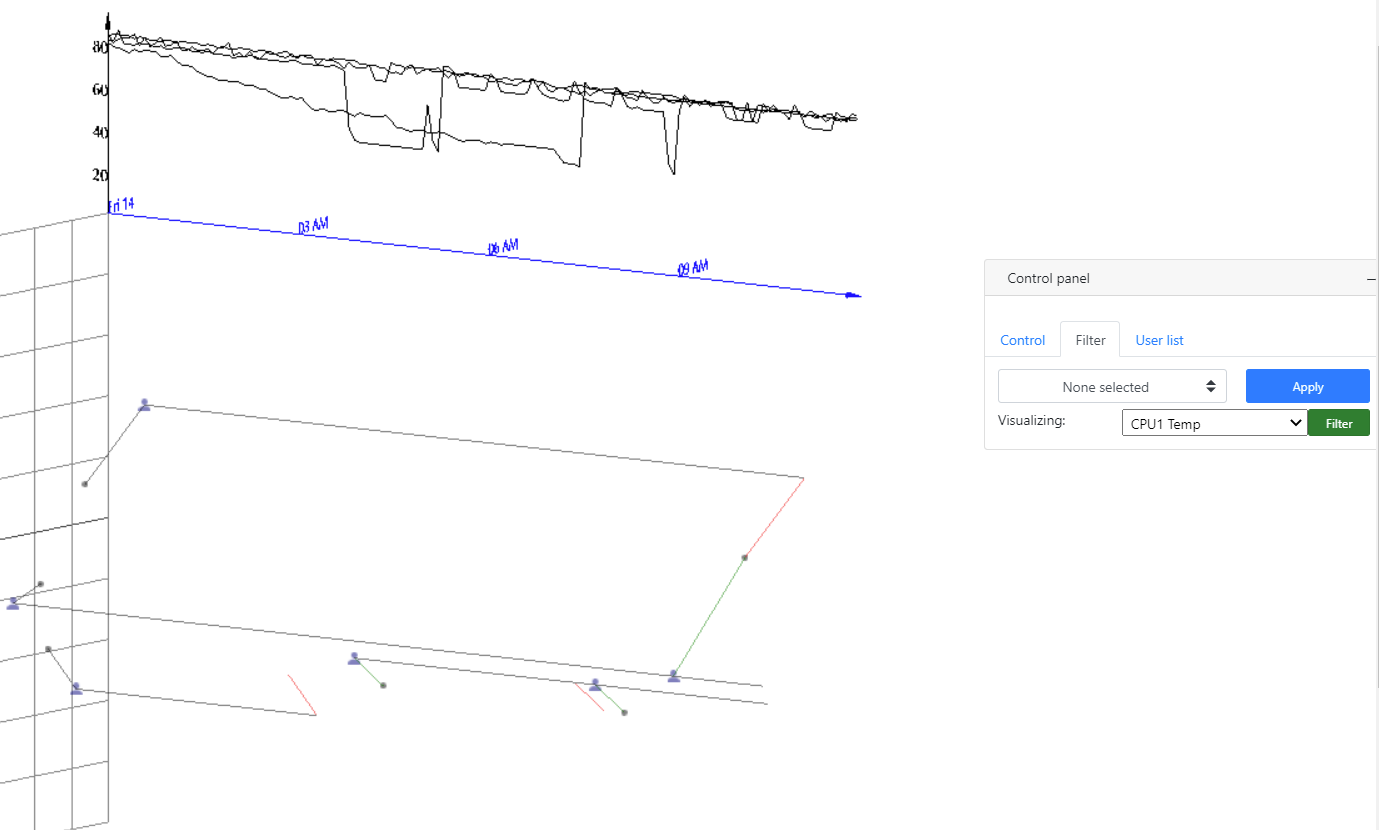 80
60
40
20
Fri 14
03 AM
06 AM
09 AM
Control panel
Control Filter User list
None selected Apply
Visualizing: CPU1 Temp Filter